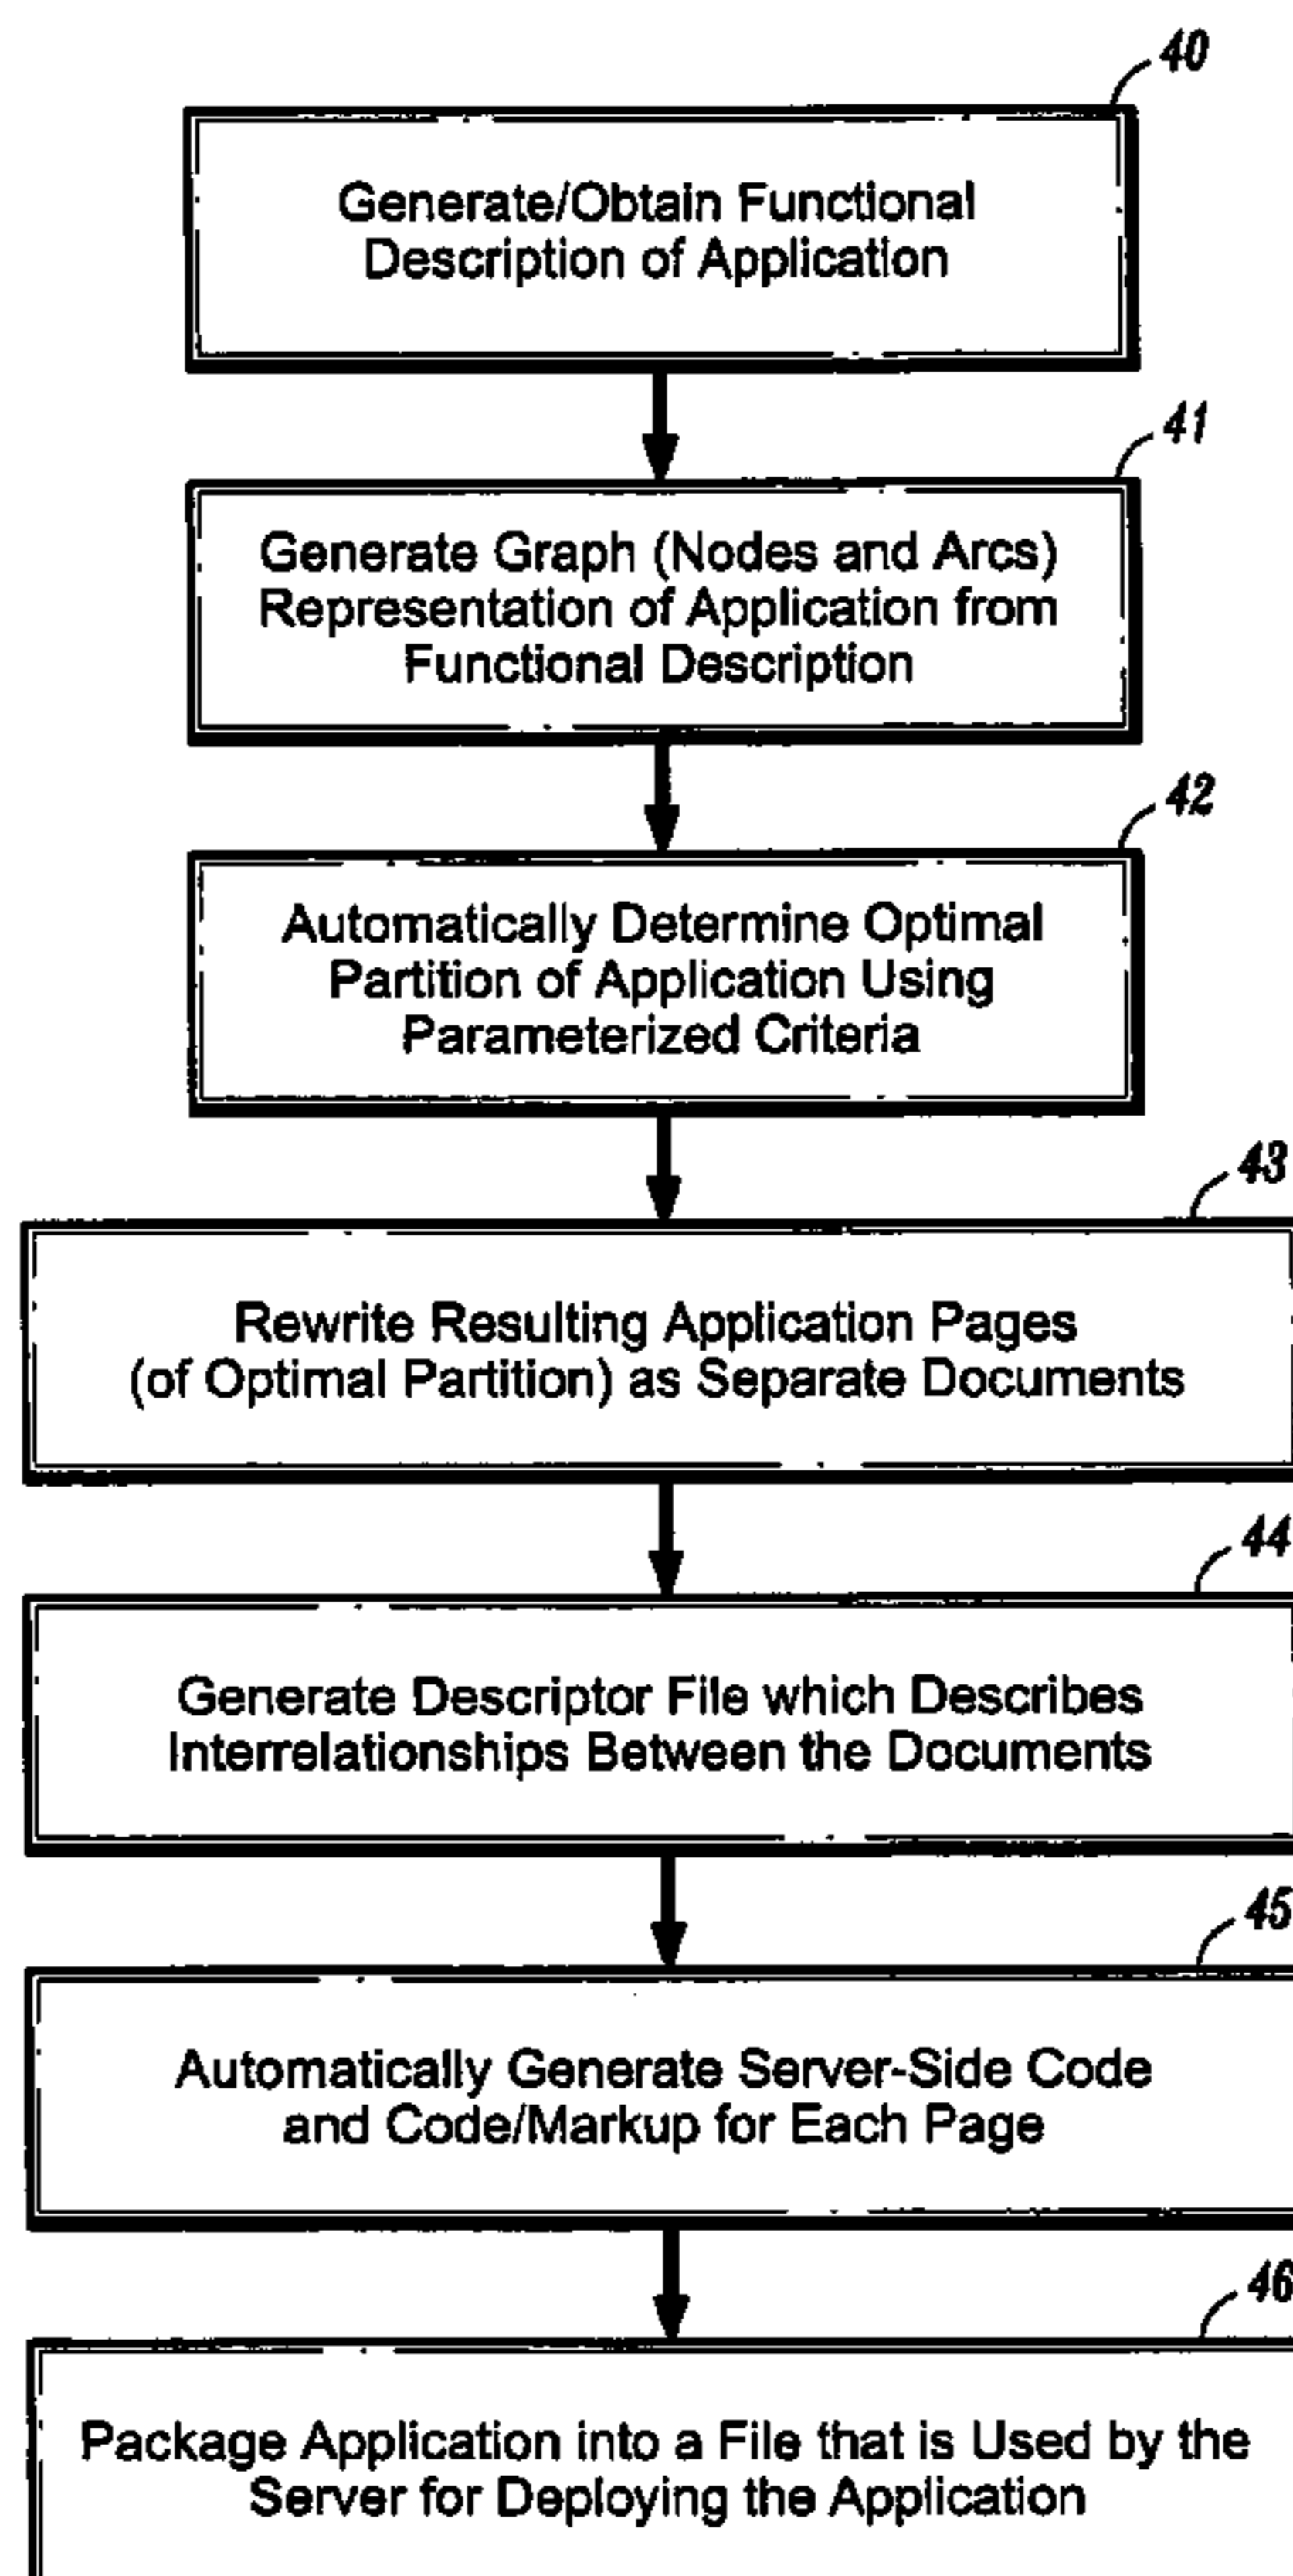 40
Generate/Obtain Functional
Description of Application
41
Generate Graph (Nodes and Arcs)
Representation of Application from
Functional Description
42
Automatically Determine Optimal
Partition of Application Using
Parameterized Criteria
43
Rewrite Resulting Application Pages
(of Optimal Partition) as Separate Documents
44
Generate Descriptor File which Describes
Interrelationships Between the Documents
45
Automatically Generate Server-Side Code
and Code/Markup for Each Page
46
Package Application into a File that is Used by the
Server for Deploying the Application